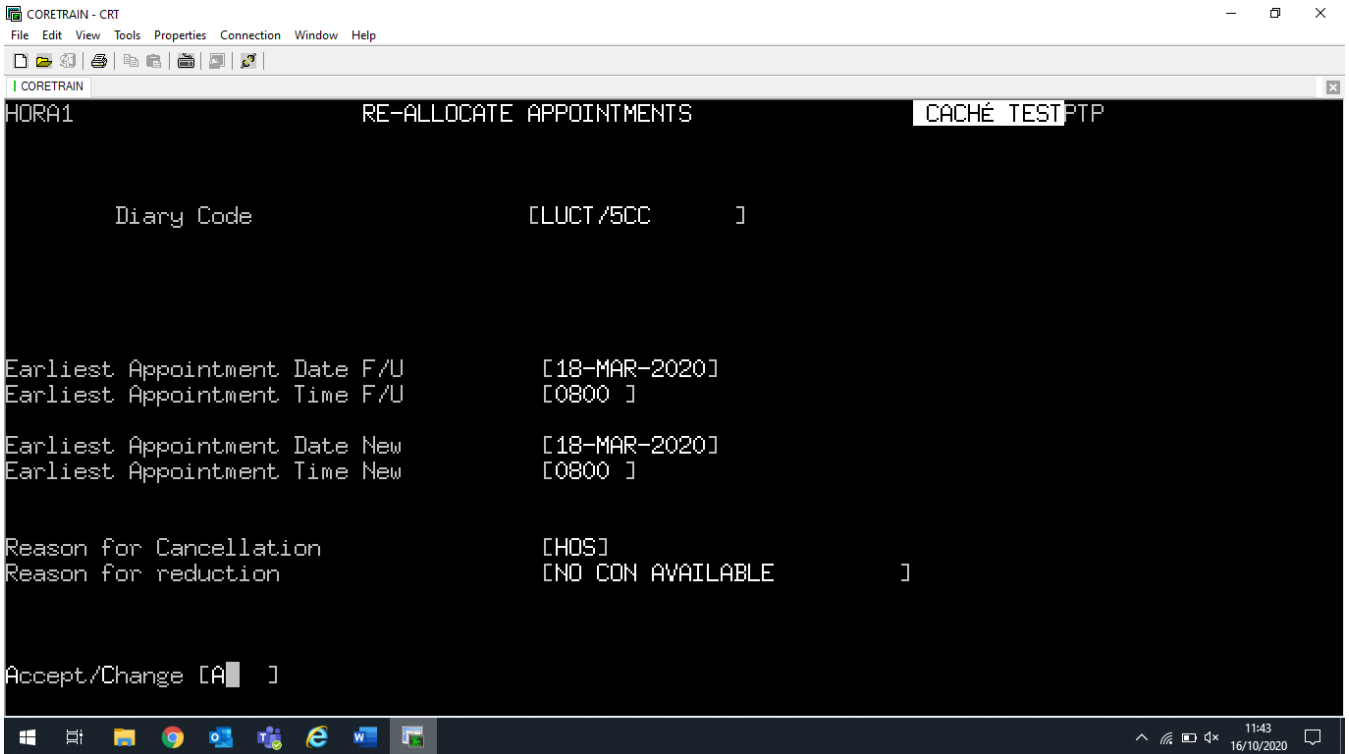 CORETRAIN - CRT
File Edit View Tools Properties Connection Window Help
CORETRAIN
HORA1 RE-ALLOCATE APPOINTMENTS CACHÉ TESTPTP
Diary Code [LUCT/5CC ]
Earliest Appointment Date F/U [18-MAR-2020]
Earliest Appointment Time F/U [0800 ]
Earliest Appointment Date New [18-MAR-2020]
Earliest Appointment Time New [0800 ]
Reason for Cancellation [HOS]
Reason for reduction [NO CON AVAILABLE ]
Accept/Change [A ]
11:43
16/10/2020